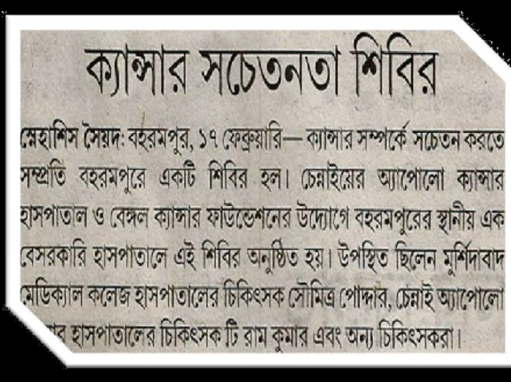 ক্যান্সার সচেতনতা শিবির
স্নেহাশিস সৈয়দ: বহরমপুর, ১৭ ফেব্রুয়ারি— ক্যান্সার সম্পর্কে সচেতন করতে
সম্প্রতি বহরমপুরে একটি শিবির হল। চেন্নাইয়ের অ্যাপোলো ক্যান্সার
হাসপাতাল ও বেঙ্গল ক্যান্সার ফাউন্ডেশনের উদ্যোগে বহরমপুরের স্থানীয় এক
বেসরকারি হাসপাতালে এই শিবির অনুষ্ঠিত হয়। উপস্থিত ছিলেন মুর্শিদাবাদ
মেডিক্যাল কলেজ হাসপাতালের চিকিৎসক সৌমিত্র পোদ্দার, চেন্নাই অ্যাপোলো
হাসপাতালের চিকিৎসক টি রাম কুমার এবং অন্য চিকিৎসকরা।